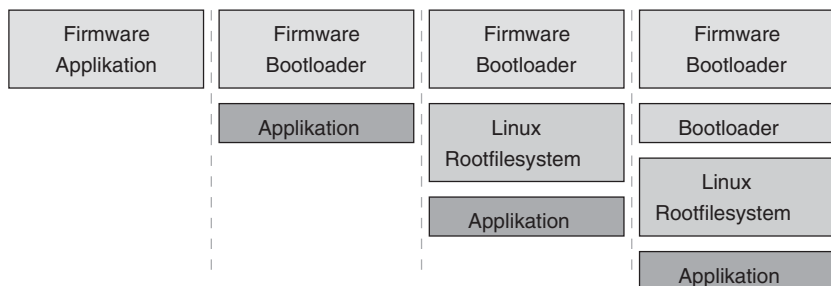 Firmware
Applikation
Firmware
Bootloader
Applikation
Firmware
Bootloader
Linux
Rootfilesystem
Applikation
Firmware
Bootloader
Bootloader
Linux
Rootfilesystem
Applikation